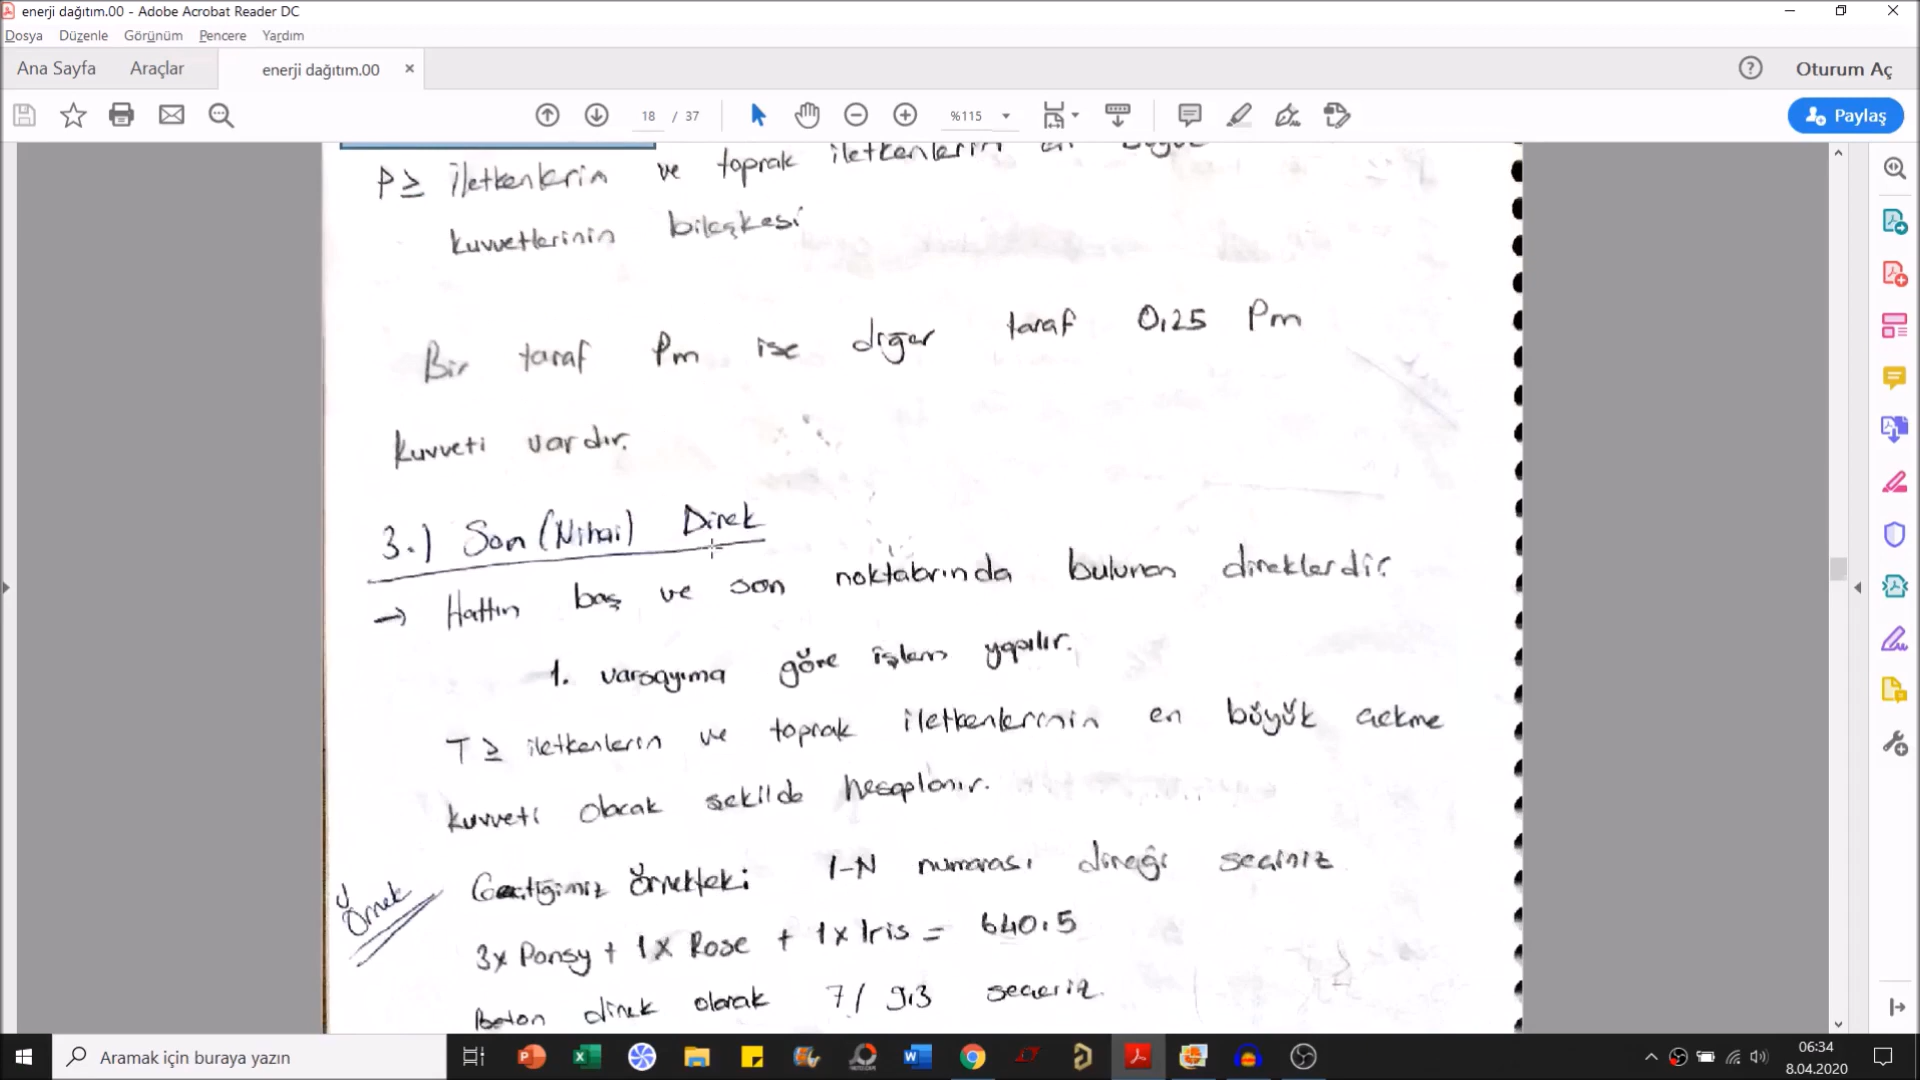 enerji dağıtım.00 - Adobe Acrobat Reader DC
Dosya Düzenle Görünüm Pencere Yardım
Ana Sayfa Araçlar enerji dağıtım.00 × Oturum Aç
18 / 37 %115 Paylaş
P ≥ İletkenlerin ve toprak iletkenlerin en büyük
kuvvetlerinin bileşkesi
Bir taraf Pm ise diğer taraf 0,25 Pm
kuvveti vardır.
3.) Son (Nihai) Direk
→ Hattın baş ve son noktalarında bulunan direklerdir
1. varsayıma göre işlem yapılır.
T ≥ iletkenlerin ve toprak iletkenlerinin en büyük çekme
kuvveti olacak şekilde hesaplanır.
Örnek
Geçtiğimiz örnekteki 1-N numarası direği seçiniz
3x Pansy + 1x Rose + 1x Iris = 640.5
Beton direk olarak 7/9.3 seçeriz.
Aramak için buraya yazın
06:34
8.04.2020